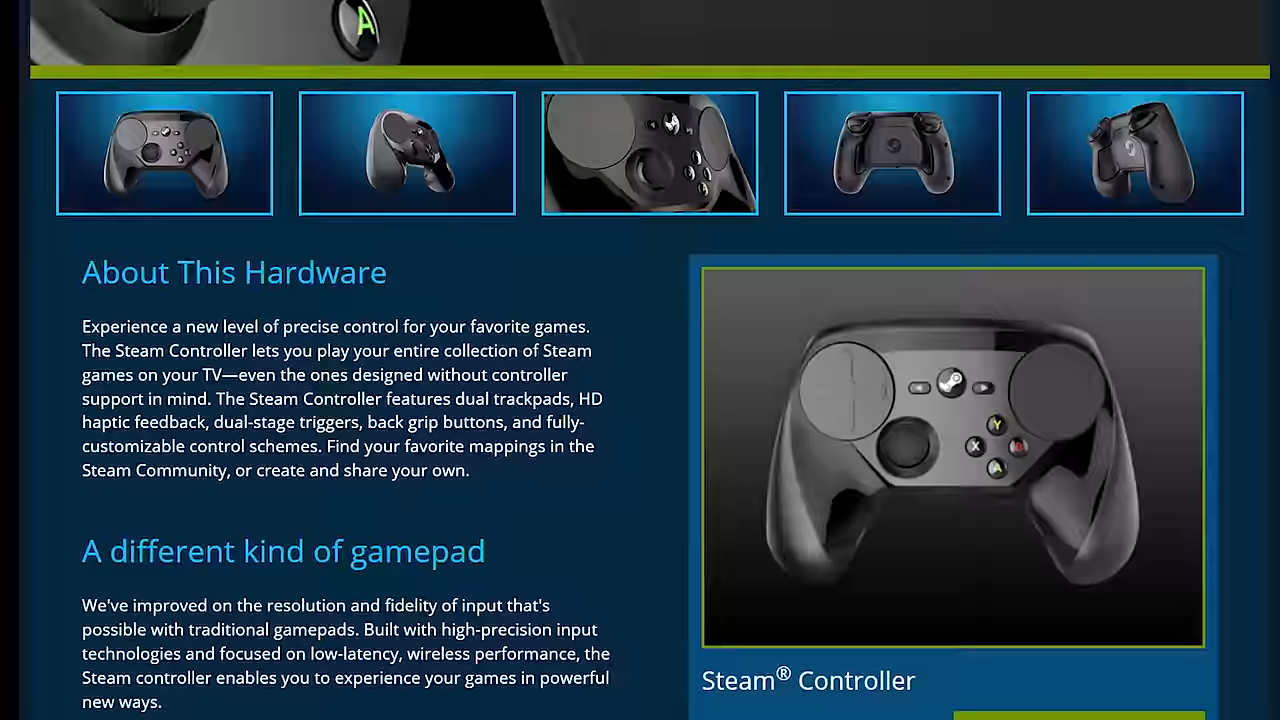 A
About This Hardware
Experience a new level of precise control for your favorite games.
The Steam Controller lets you play your entire collection of Steam
games on your TV—even the ones designed without controller
support in mind. The Steam Controller features dual trackpads, HD
haptic feedback, dual-stage triggers, back grip buttons, and fully-
customizable control schemes. Find your favorite mappings in the
Steam Community, or create and share your own.
A different kind of gamepad
We've improved on the resolution and fidelity of input that's
possible with traditional gamepads. Built with high-precision input
technologies and focused on low-latency, wireless performance, the
Steam controller enables you to experience your games in powerful
new ways.
Y
X B
A
Steam® Controller